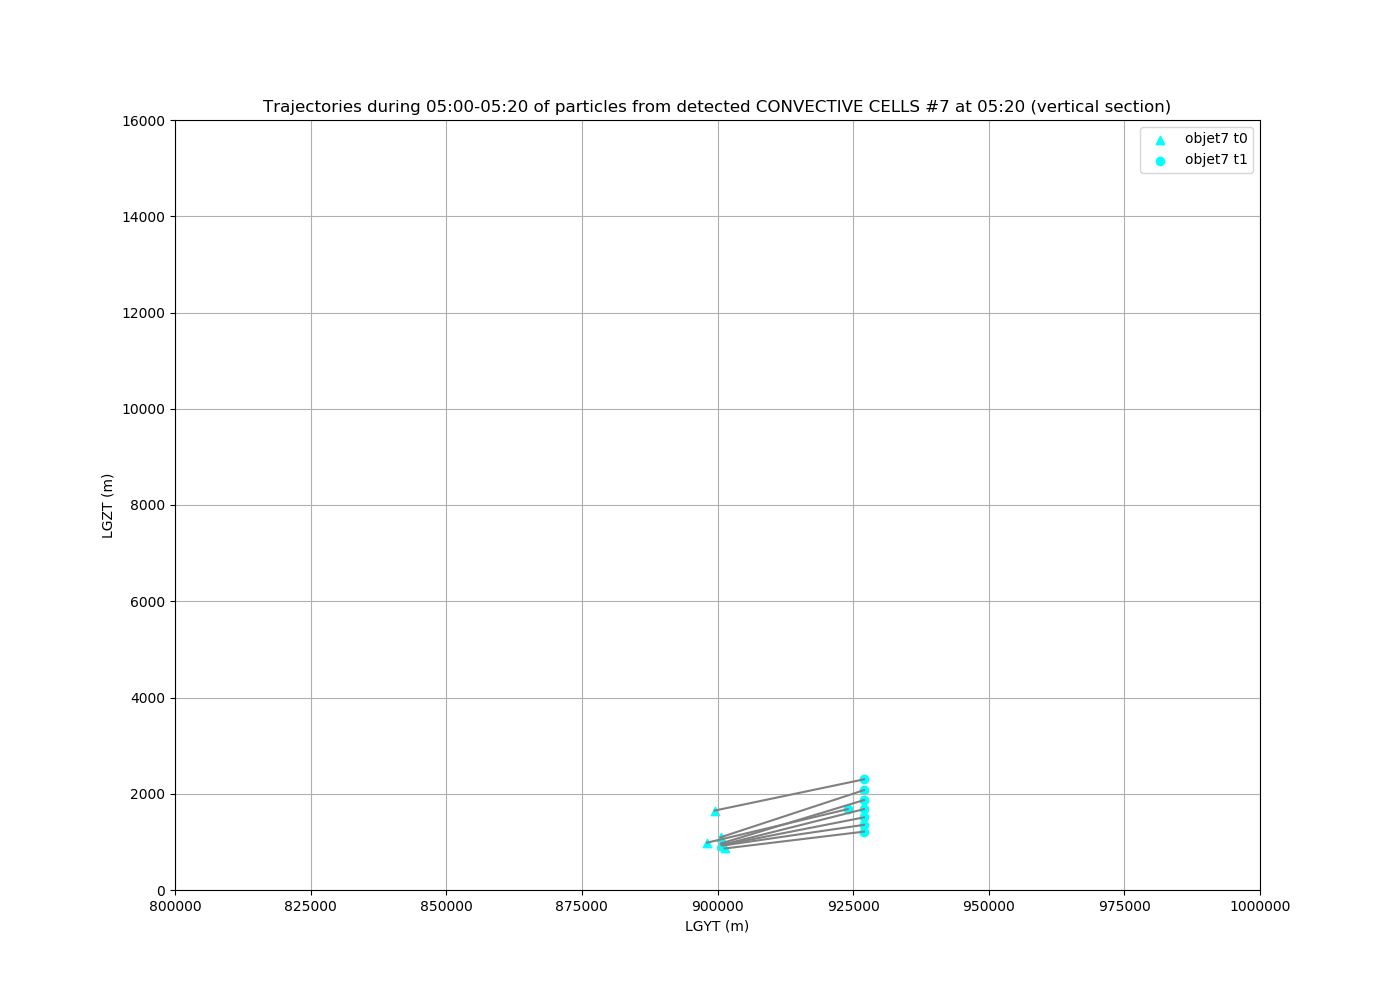 Trajectories during 05:00-05:20 of particles from detected CONVECTIVE CELLS #7 at 05:20 (vertical section)
objet7 t0
objet7 t1
16000
14000
12000
10000
8000
6000
4000
2000
0
LGZT (m)
800000 825000 850000 875000 900000 925000 950000 975000 1000000
LGYT (m)